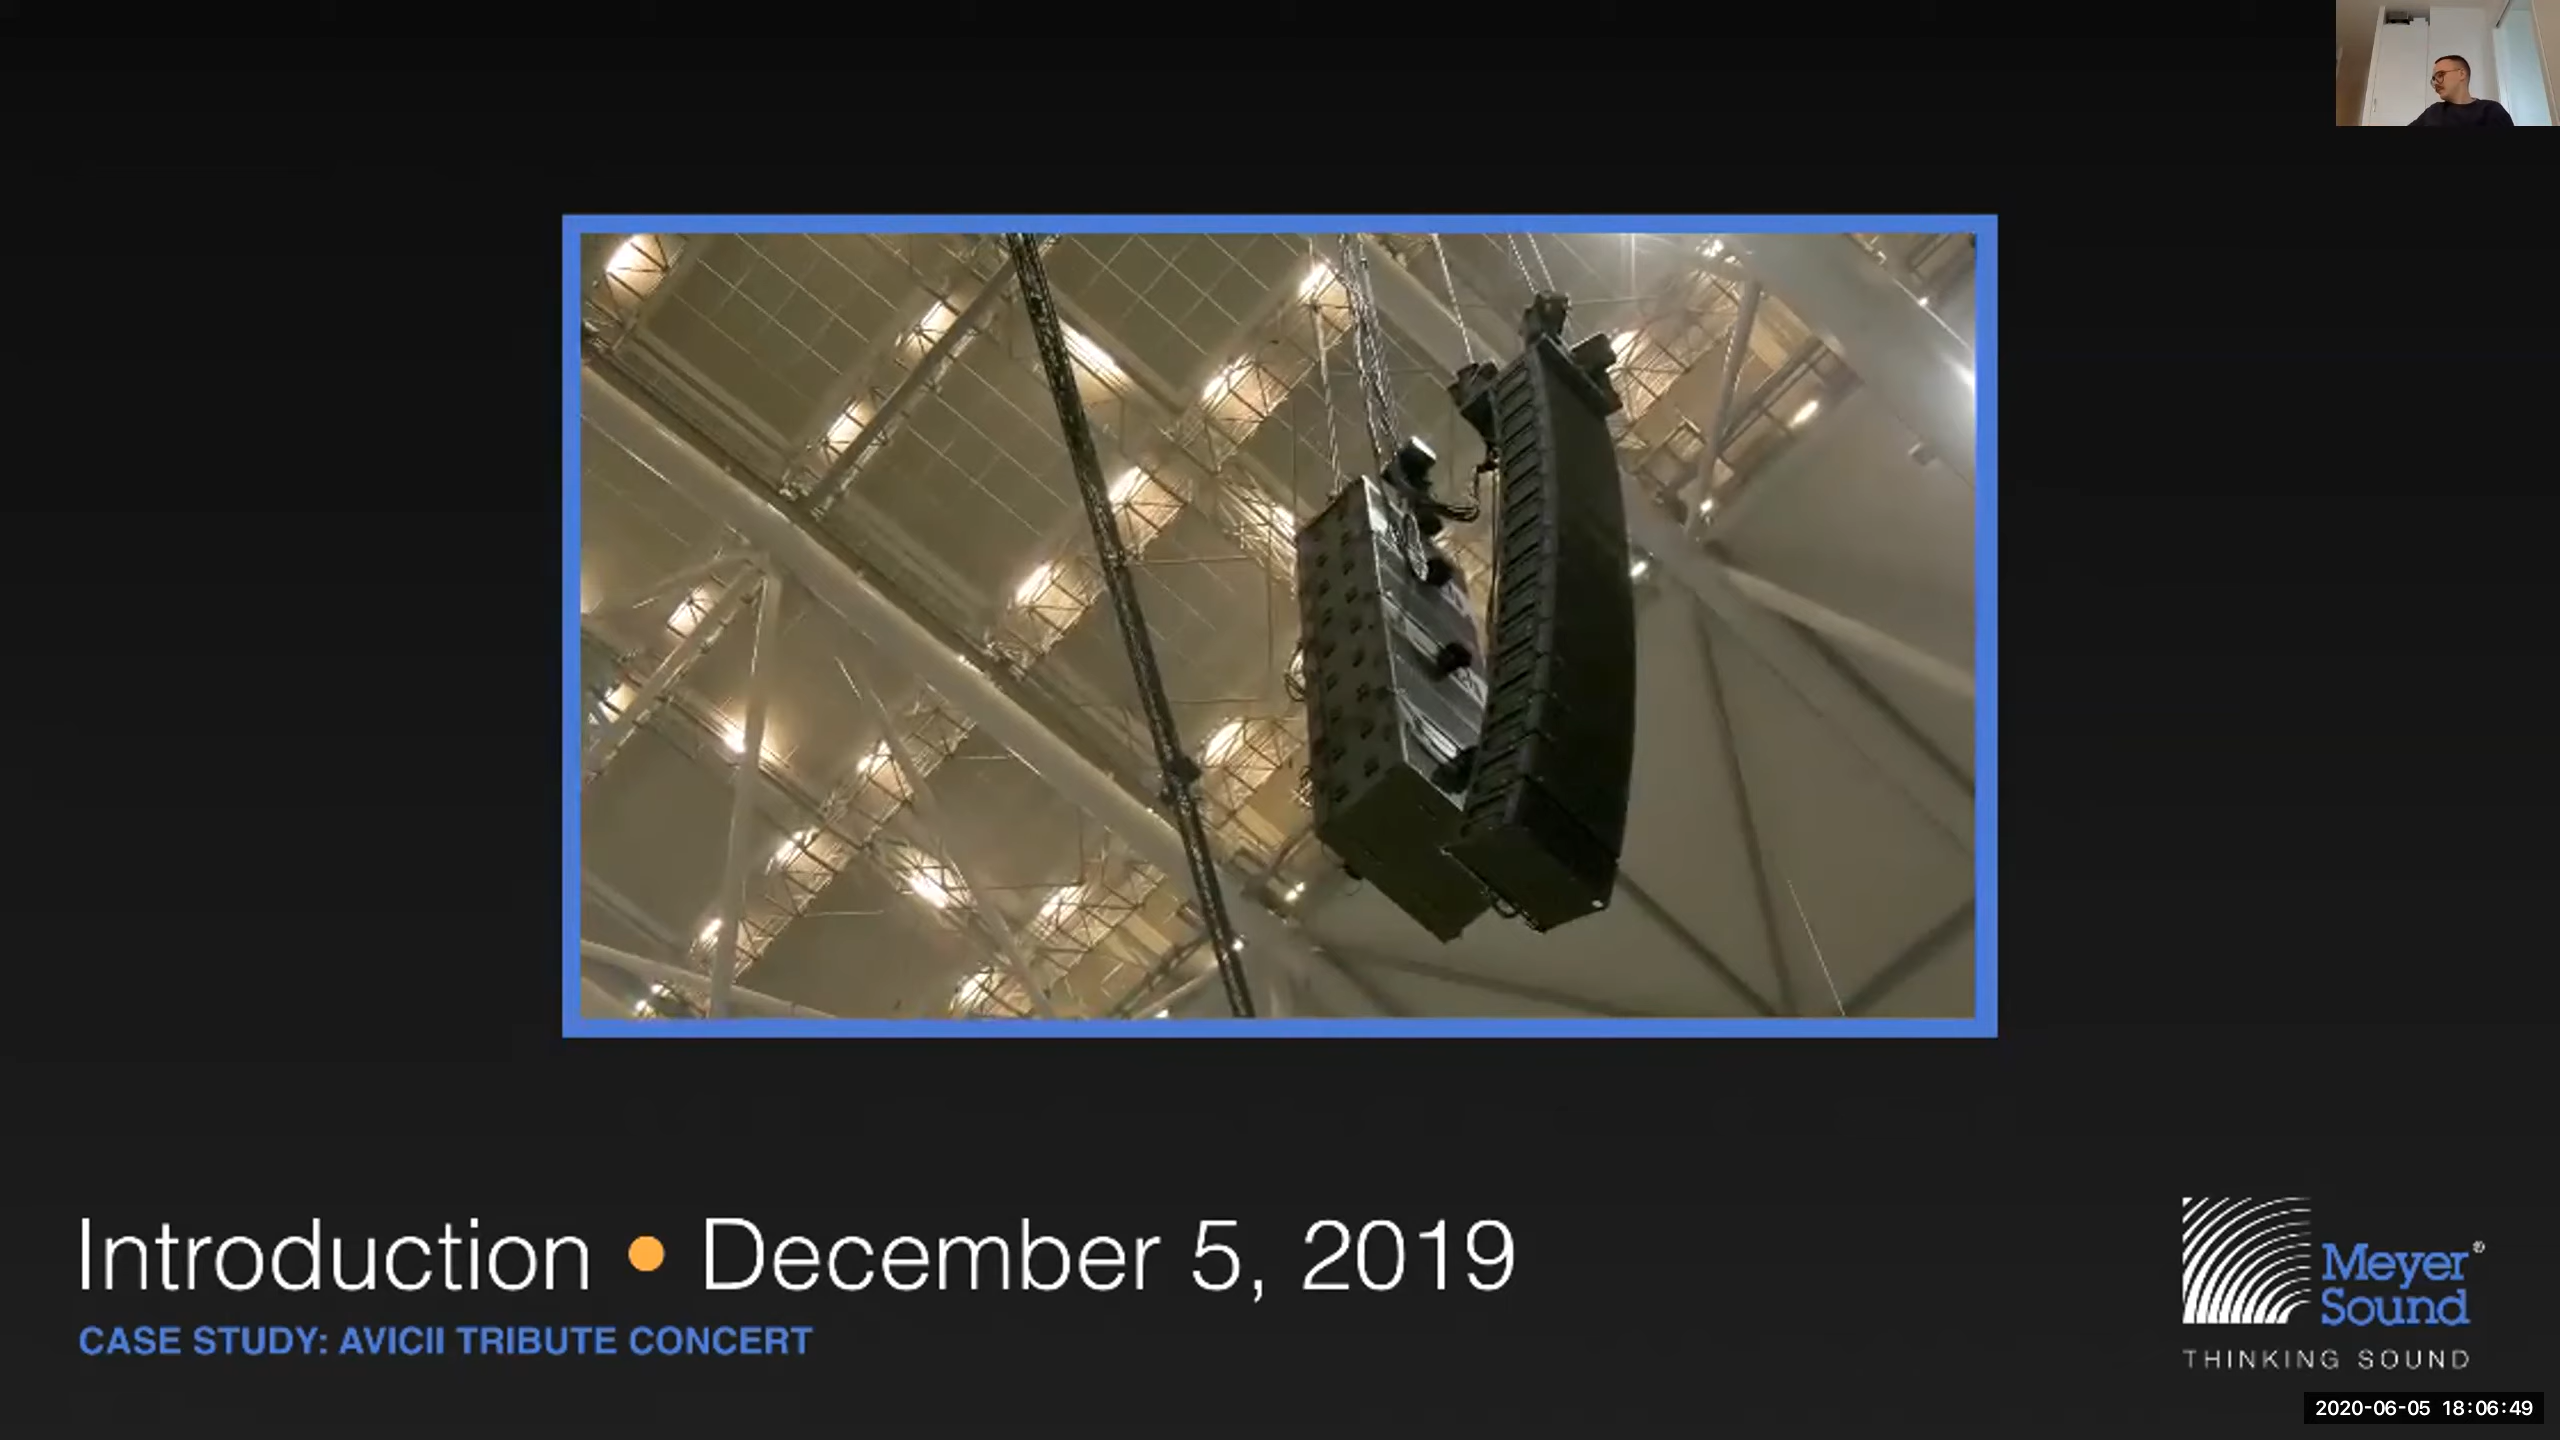 Introduction • December 5, 2019
CASE STUDY: AVICII TRIBUTE CONCERT
Meyer®
Sound
THINKING SOUND
2020-06-05 18:06:49